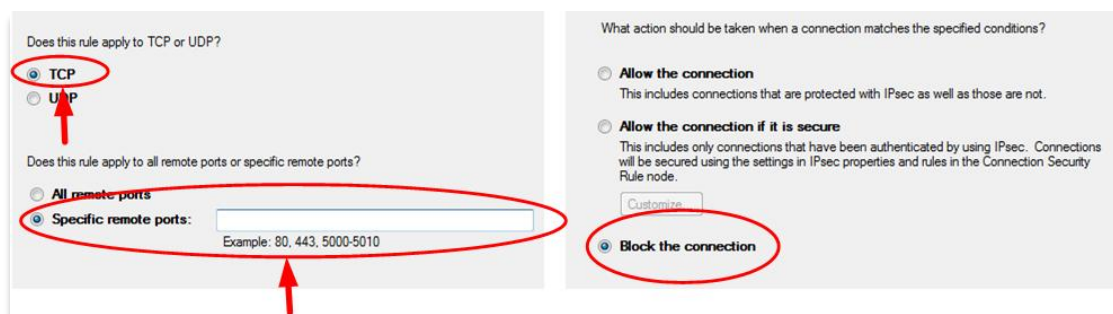 Does this rule apply to TCP or UDP?
TCP
UDP
Does this rule apply to all remote ports or specific remote ports?
All remote ports
Specific remote ports:
Example: 80, 443, 5000-5010
What action should be taken when a connection matches the specified conditions?
Allow the connection
This includes connections that are protected with IPsec as well as those are not.
Allow the connection if it is secure
This includes only connections that have been authenticated by using IPsec. Connections
will be secured using the settings in IPsec properties and rules in the Connection Security
Rule node.
Customize...
Block the connection